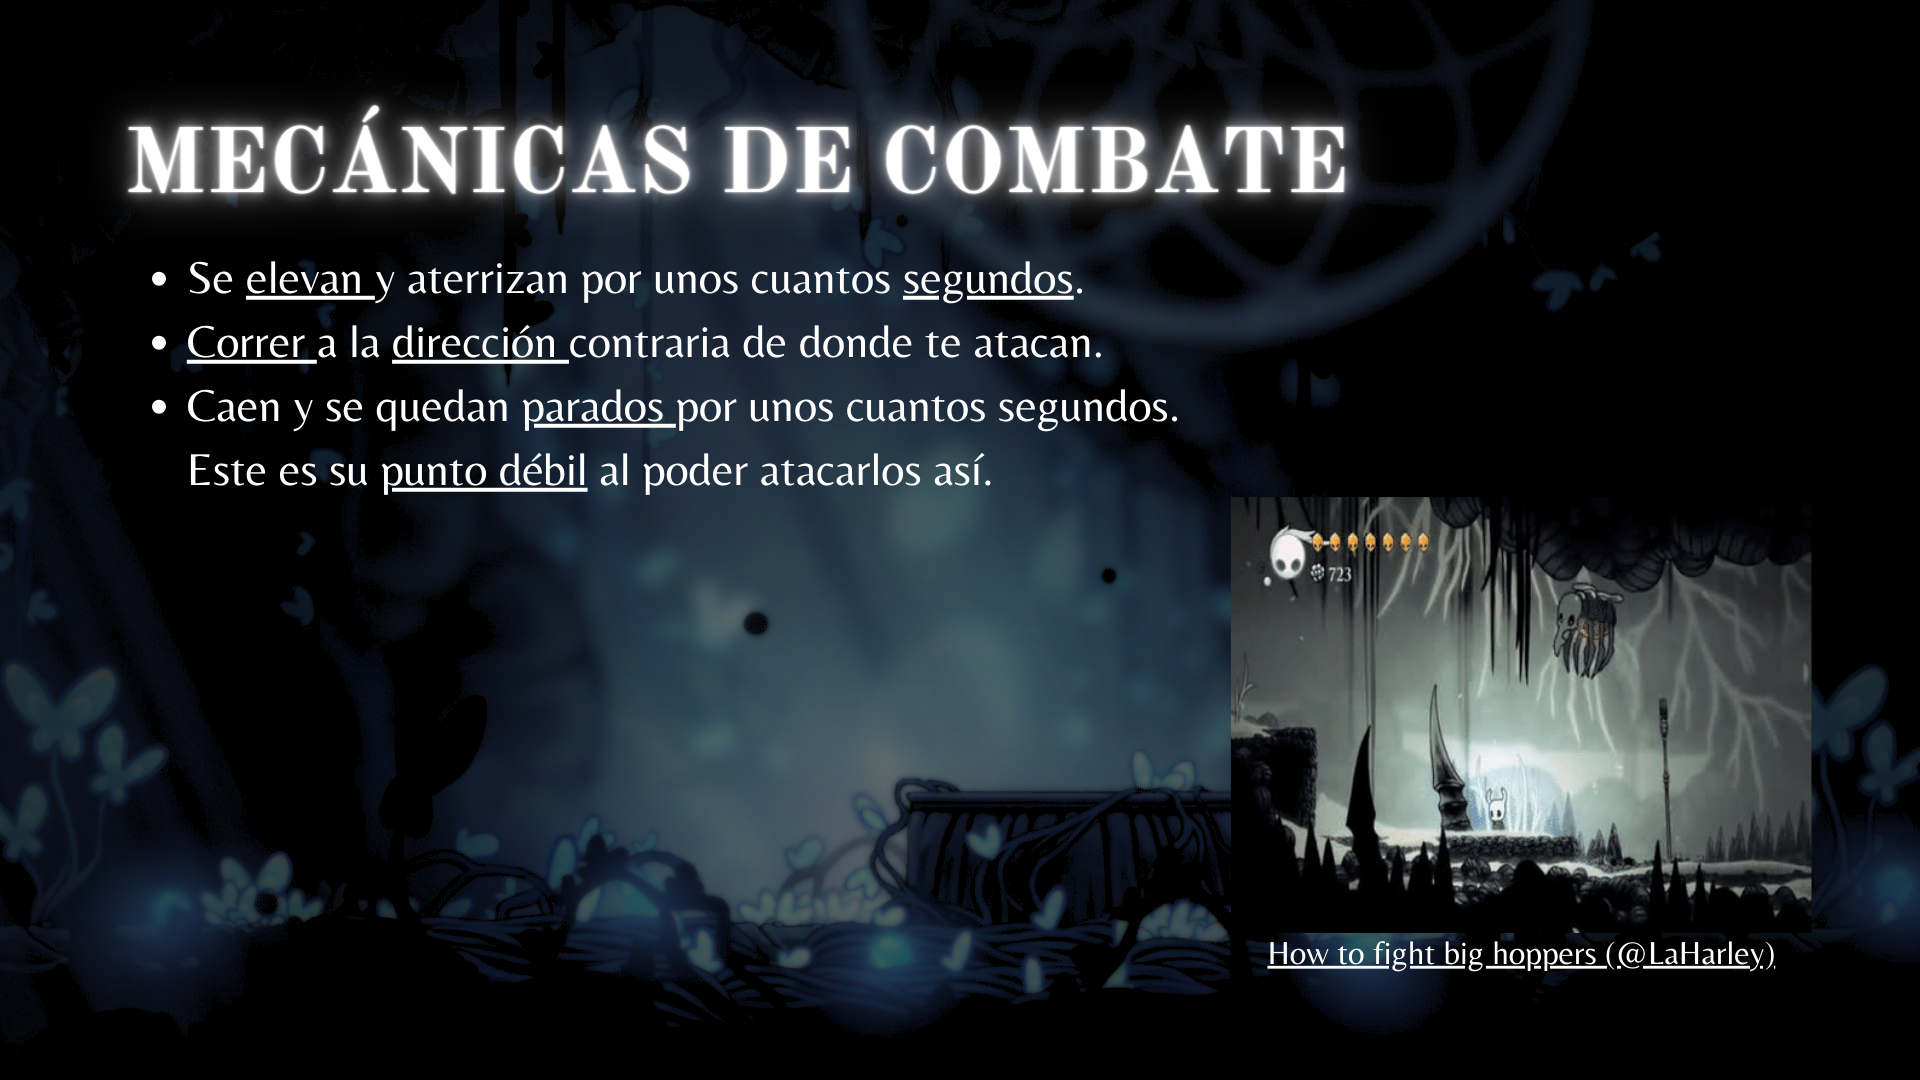 MECÁNICAS DE COMBATE
• Se elevan y aterrizan por unos cuantos segundos.
• Correr a la dirección contraria de donde te atacan.
• Caen y se quedan parados por unos cuantos segundos.
Este es su punto débil al poder atacarlos así.
723
How to fight big hoppers (@LaHarley)